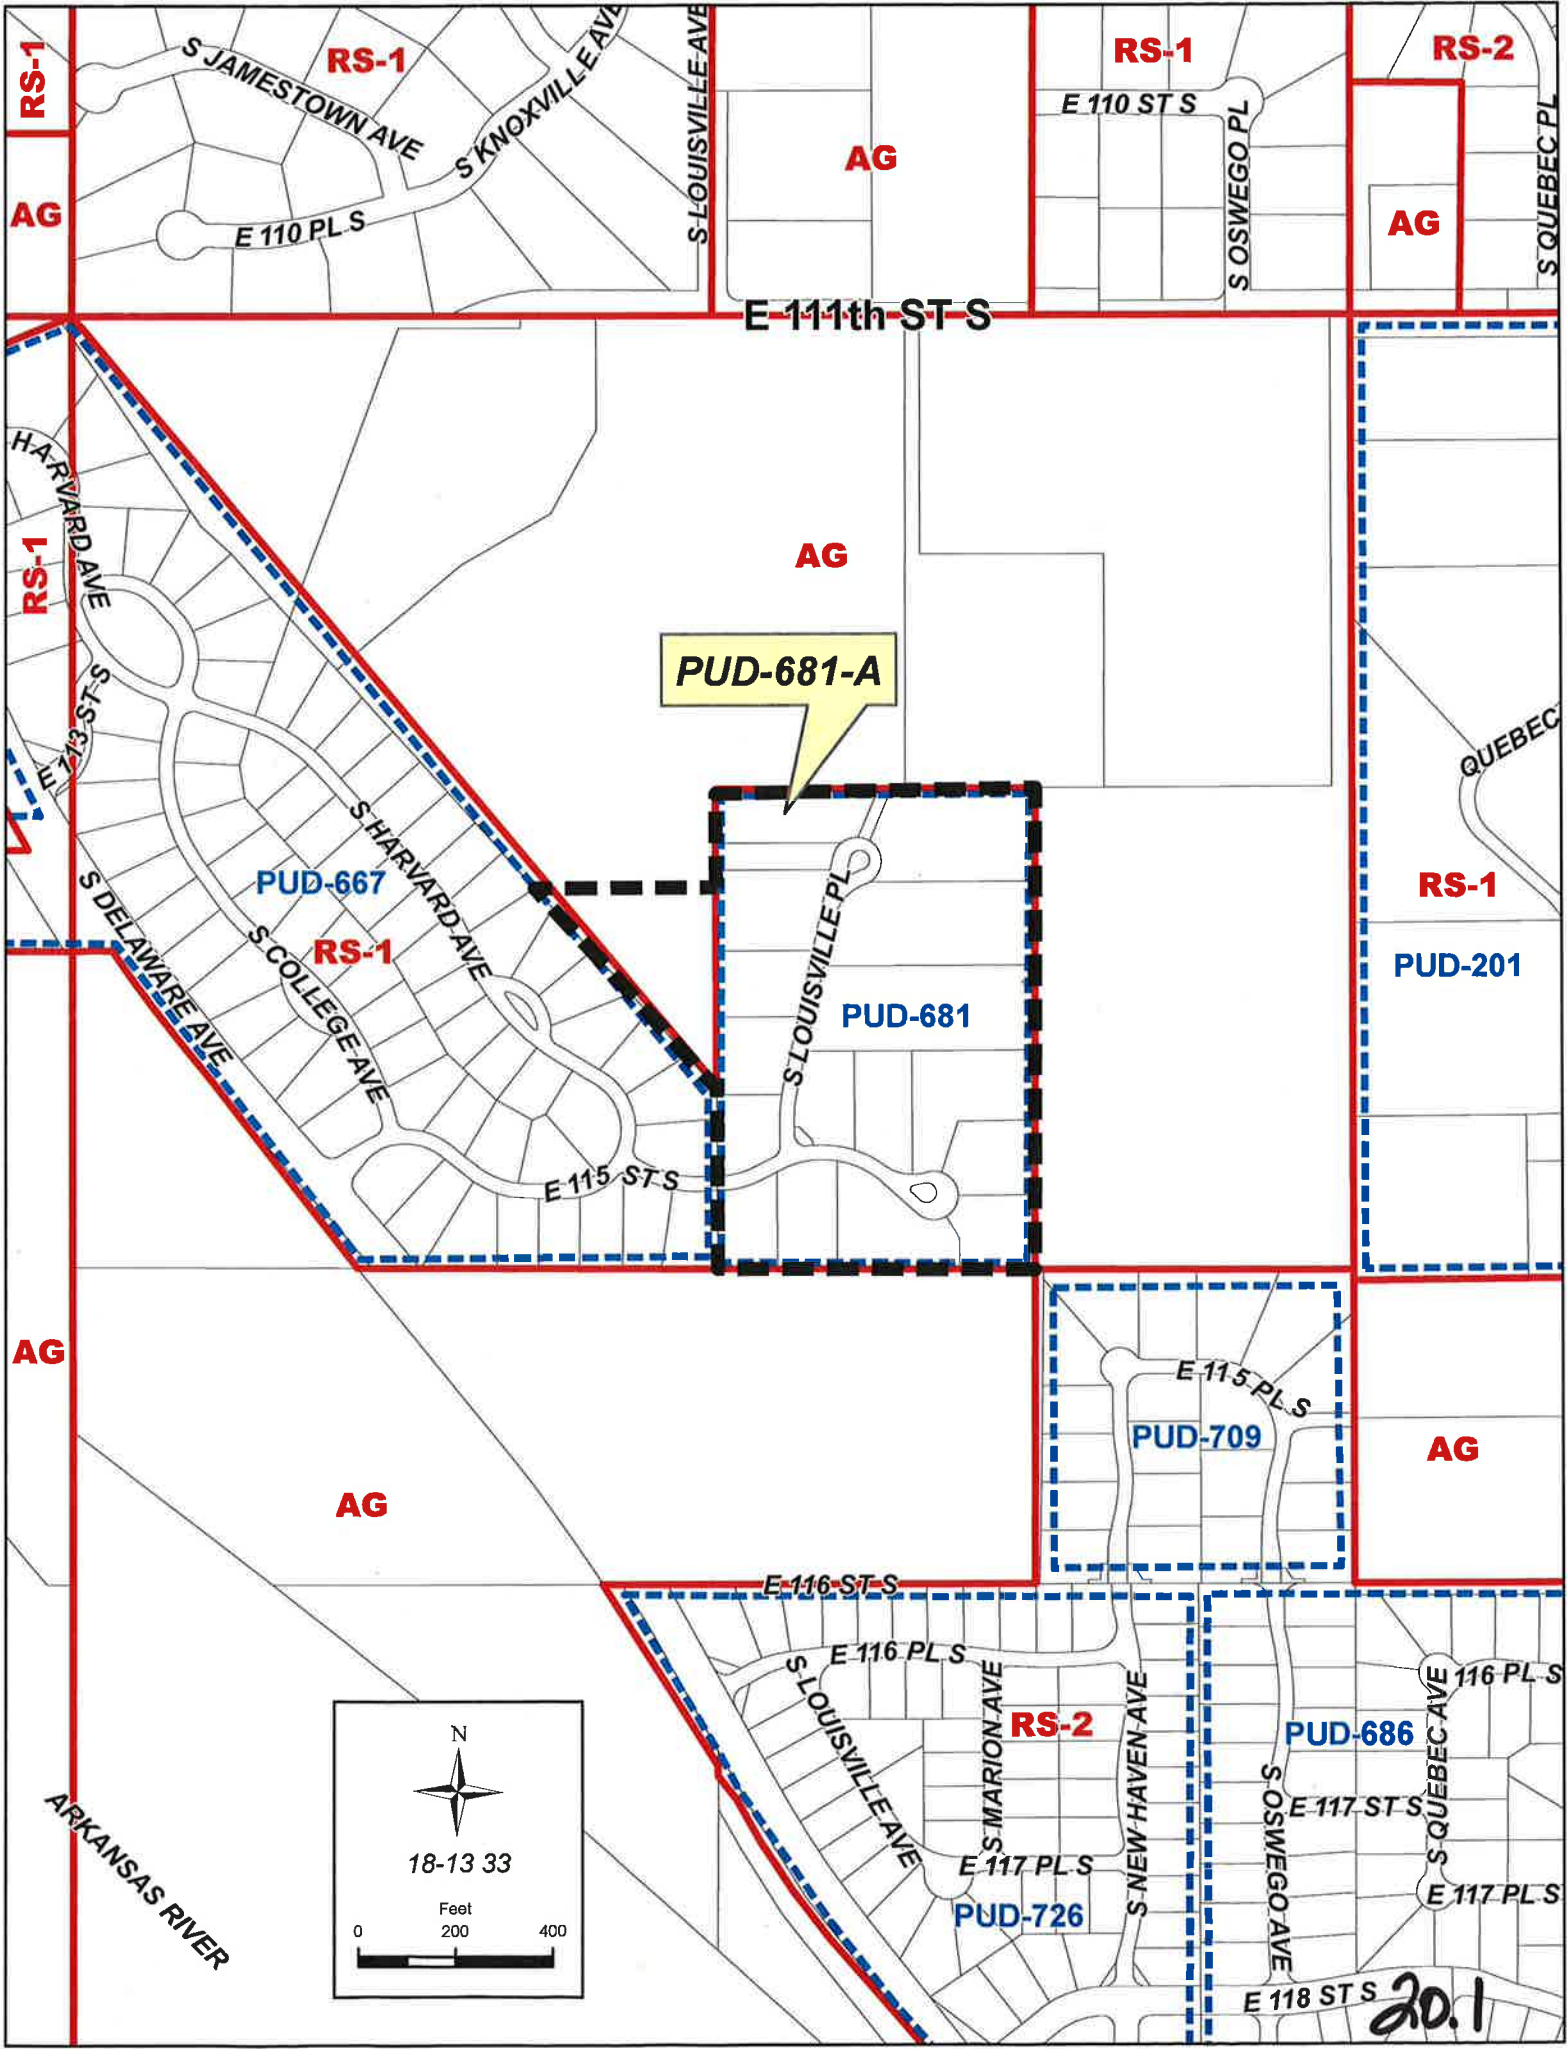 RS-1
S JAMESTOWN AVE
RS-1
S KNOXVILLE AVE
S LOUISVILLE AVE
AG
RS-1
E 110 ST S
S OSWEGO PL
RS-2
AG
S QUEBEC PL
AG
E 110 PL S
E 111th ST S
HARVARD AVE
RS-1
E 113 ST S
AG
PUD-681-A
QUEBEC
RS-1
PUD-201
PUD-667
RS-1
S HARVARD AVE
S COLLEGE AVE
S DELAWARE AVE
S LOUISVILLE PL
PUD-681
E 115 ST S
AG
AG
E 115 PL S
PUD-709
AG
E 116 ST S
E 116 PL S
S LOUISVILLE AVE
S MARION AVE
RS-2
S NEW HAVEN AVE
E 117 PL S
PUD-726
PUD-686
116 PL S
S QUEBEC AVE
E 117 ST S
S OSWEGO AVE
E 117 PL S
E 118 ST S
ARKANSAS RIVER
N
18-13 33
Feet
0 200 400
20.1